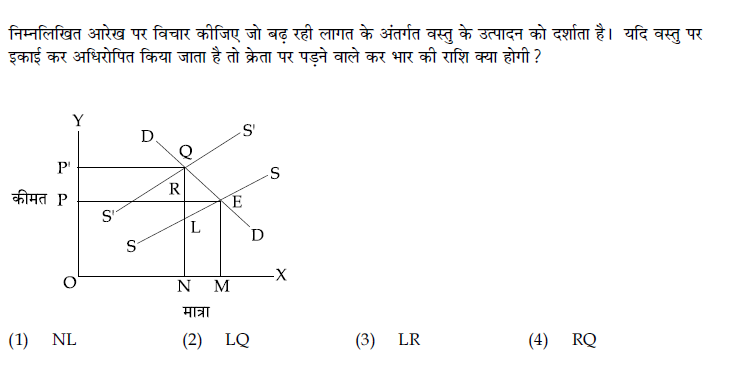 निम्नलिखित आरेख पर विचार कीजिए जो बढ़ रही लागत के अंतर्गत वस्तु के उत्पादन को दर्शाता है। यदि वस्तु पर
इकाई कर अधिरोपित किया जाता है तो क्रेता पर पड़ने वाले कर भार की राशि क्या होगी ?
Y
D
S'
Q
P'
S
R
कीमत P
E
S'
L
D
S
X
O
N M
मात्रा
(1) NL (2) LQ (3) LR (4) RQ